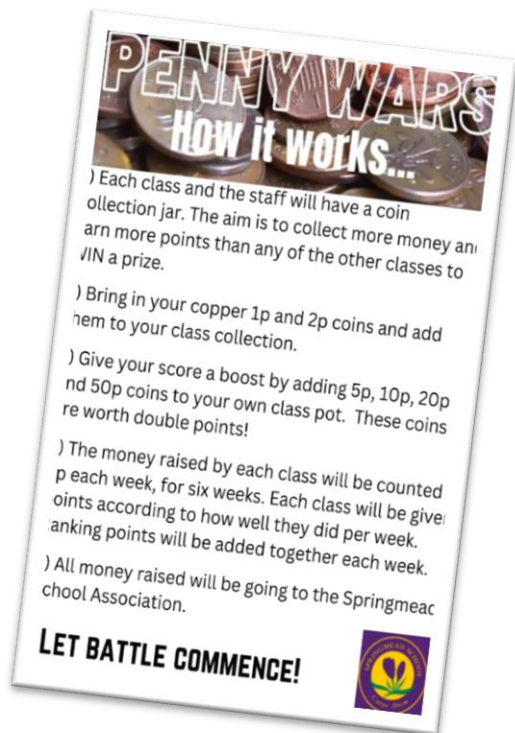 PENNY WARS
How it works...
) Each class and the staff will have a coin
ollection jar. The aim is to collect more money an
arn more points than any of the other classes to
WIN a prize.
) Bring in your copper 1p and 2p coins and add
hem to your class collection.
) Give your score a boost by adding 5p, 10p, 20p
nd 50p coins to your own class pot. These coins
re worth double points!
) The money raised by each class will be counted
p each week, for six weeks. Each class will be give
oints according to how well they did per week.
anking points will be added together each week.
) All money raised will be going to the Springmead
chool Association.
LET BATTLE COMMENCE!
SPRINGMEAD SCHOOL